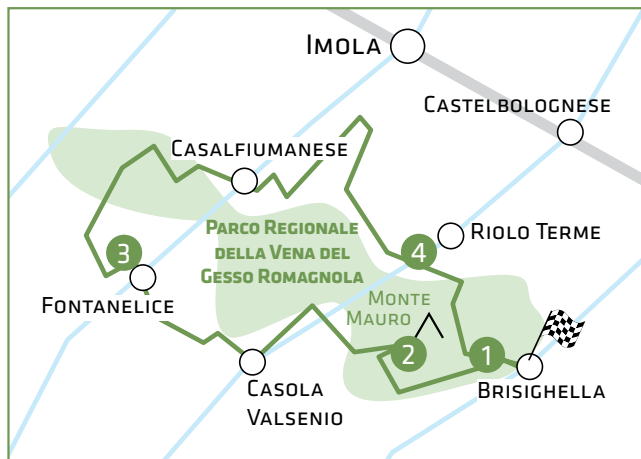 Imola
Castelbolognese
Casalfiumanese
Parco Regionale
della Vena del
Gesso Romagnola
Riolo Terme
3
4
Fontanelice
Monte
Mauro
2
1
Casola
Valsenio
Brisighella